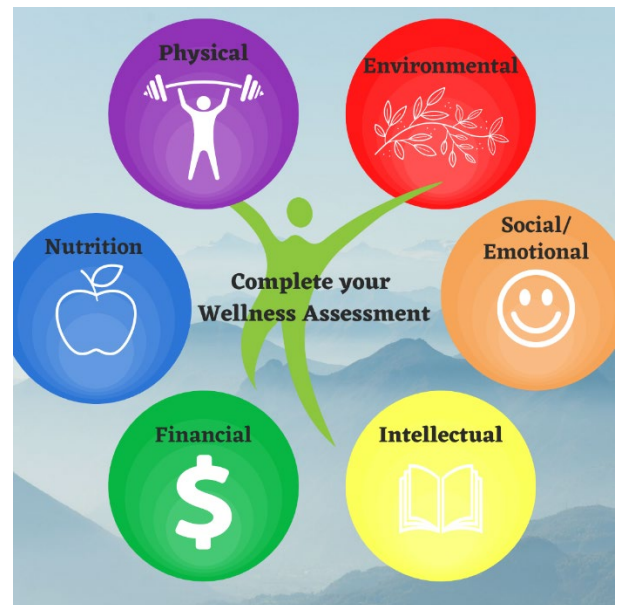 Physical
Environmental
Nutrition
Social/
Emotional
Complete your
Wellness Assessment
Financial
$
Intellectual